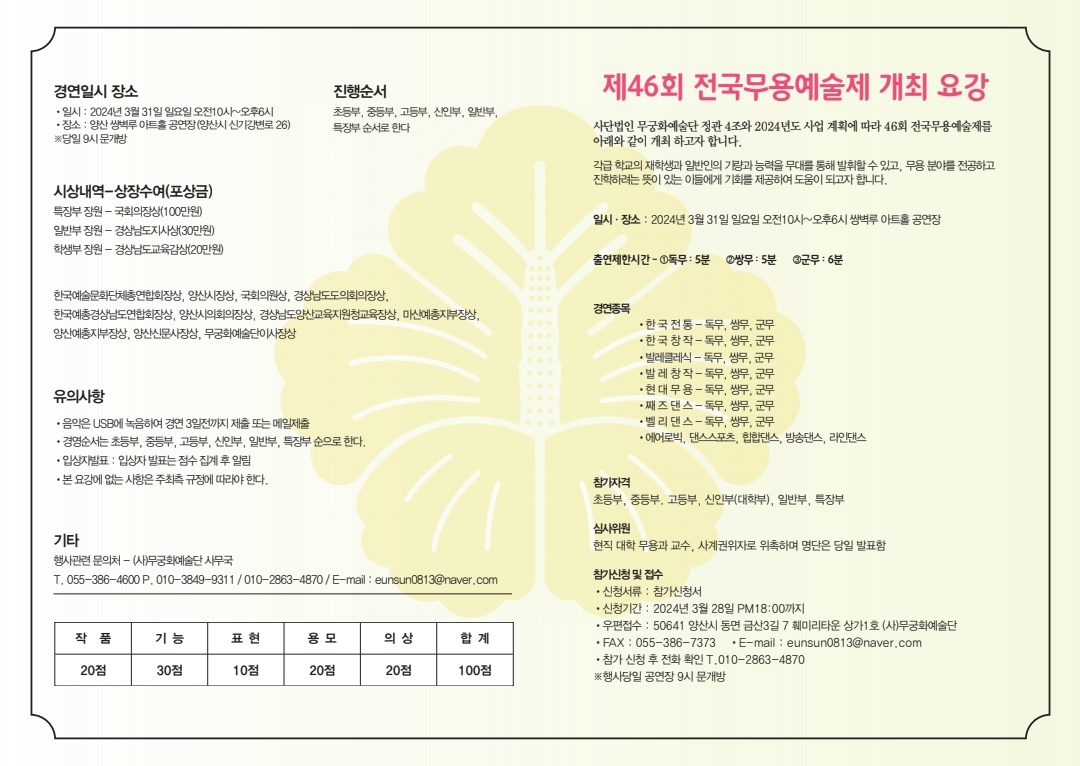 경연일시 장소
• 일시 : 2024년 3월 31일 일요일 오전10시~오후6시
• 장소 : 양산 쌍벽루 아트홀 공연장(양산시 신기강변로 26)
※당일 9시 문개방
진행순서
초등부, 중등부, 고등부, 신인부, 일반부,
특장부 순서로 한다
시상내역-상장수여(포상금)
특장부 장원 - 국회의장상(100만원)
일반부 장원 - 경상남도지사상(30만원)
학생부 장원 - 경상남도교육감상(20만원)
한국예술문화단체총연합회장상, 양산시장상, 국회의원상, 경상남도도의회의장상,
한국예총경상남도연합회장상, 양산시의회의장상, 경상남도양산교육지원청교육장상, 마산예총지부장상,
양산예총지부장상, 양산신문사장상, 무궁화예술단이사장상
유의사항
• 음악은 USB에 녹음하여 경연 3일전까지 제출 또는 메일제출
• 경영순서는 초등부, 중등부, 고등부, 신인부, 일반부, 특장부 순으로 한다.
• 입상자발표 : 입상자 발표는 점수 집계 후 알림
• 본 요강에 없는 사항은 주최측 규정에 따라야 한다.
기타
행사관련 문의처 - (사)무궁화예술단 사무국
T. 055-386-4600 P. 010-3849-9311 / 010-2863-4870 / E-mail : eunsun0813@naver.com
작 품 기 능 표 현 용 모 의 상 합 계
20점 30점 10점 20점 20점 100점
제46회 전국무용예술제 개최 요강
사단법인 무궁화예술단 정관 4조와 2024년도 사업 계획에 따라 46회 전국무용예술제를
아래와 같이 개최 하고자 합니다.
각급 학교의 재학생과 일반인의 기량과 능력을 무대를 통해 발휘할 수 있고, 무용 분야를 전공하고
진학하려는 뜻이 있는 이들에게 기회를 제공하여 도움이 되고자 합니다.
일시 · 장소 : 2024년 3월 31일 일요일 오전10시~오후6시 쌍벽루 아트홀 공연장
출연제한시간 - ①독무 : 5분 ②쌍무 : 5분 ③군무 : 6분
경연종목
• 한 국 전 통 - 독무, 쌍무, 군무
• 한 국 창 작 - 독무, 쌍무, 군무
• 발레클레식 - 독무, 쌍무, 군무
• 발 레 창 작 - 독무, 쌍무, 군무
• 현 대 무 용 - 독무, 쌍무, 군무
• 째 즈 댄 스 - 독무, 쌍무, 군무
• 벨 리 댄 스 - 독무, 쌍무, 군무
• 에어로빅, 댄스스포츠, 힙합댄스, 방송댄스, 라인댄스
참가자격
초등부, 중등부. 고등부, 신인부(대학부), 일반부, 특장부
심사위원
현직 대학 무용과 교수, 사계권위자로 위촉하며 명단은 당일 발표함
참가신청 및 접수
• 신청서류 : 참가신청서
• 신청기간 : 2024년 3월 28일 PM18:00까지
• 우편접수 : 50641 양산시 동면 금산3길 7 훼미리타운 상가1호 (사)무궁화예술단
• FAX : 055-386-7373 • E-mail : eunsun0813@naver.com
• 참가 신청 후 전화 확인 T.010-2863-4870
※행사당일 공연장 9시 문개방